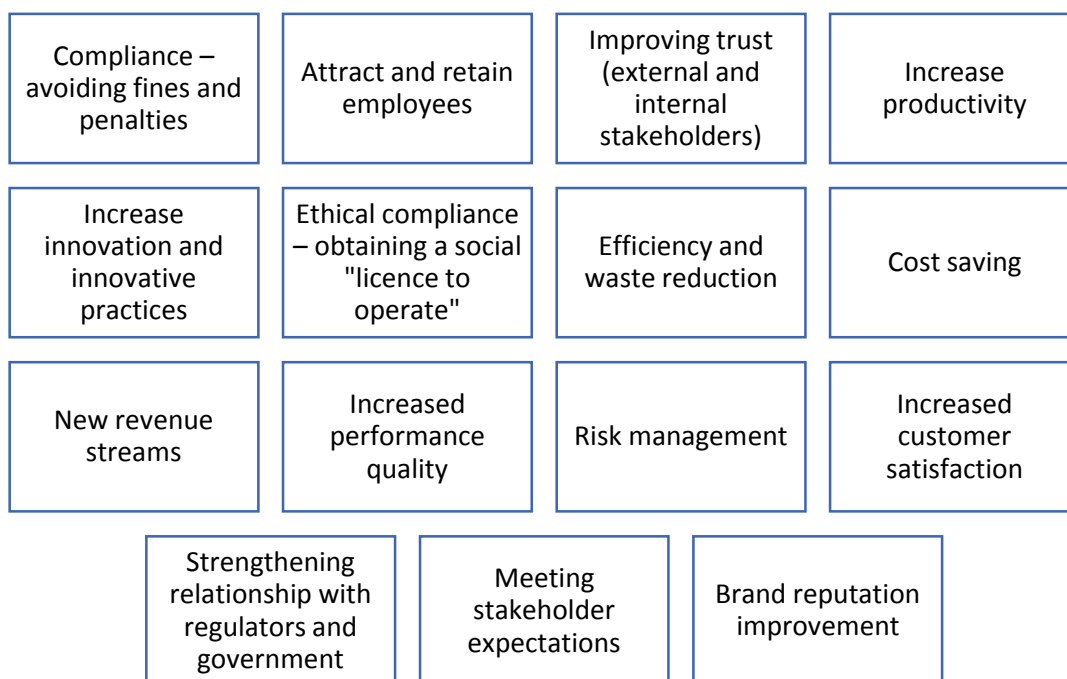 Compliance –
avoiding fines and
penalties
Attract and retain
employees
Improving trust
(external and
internal
stakeholders)
Increase
productivity
Increase
innovation and
innovative
practices
Ethical compliance
– obtaining a social
"licence to
operate"
Efficiency and
waste reduction
Cost saving
New revenue
streams
Increased
performance
quality
Risk management
Increased
customer
satisfaction
Strengthening
relationship with
regulators and
government
Meeting
stakeholder
expectations
Brand reputation
improvement